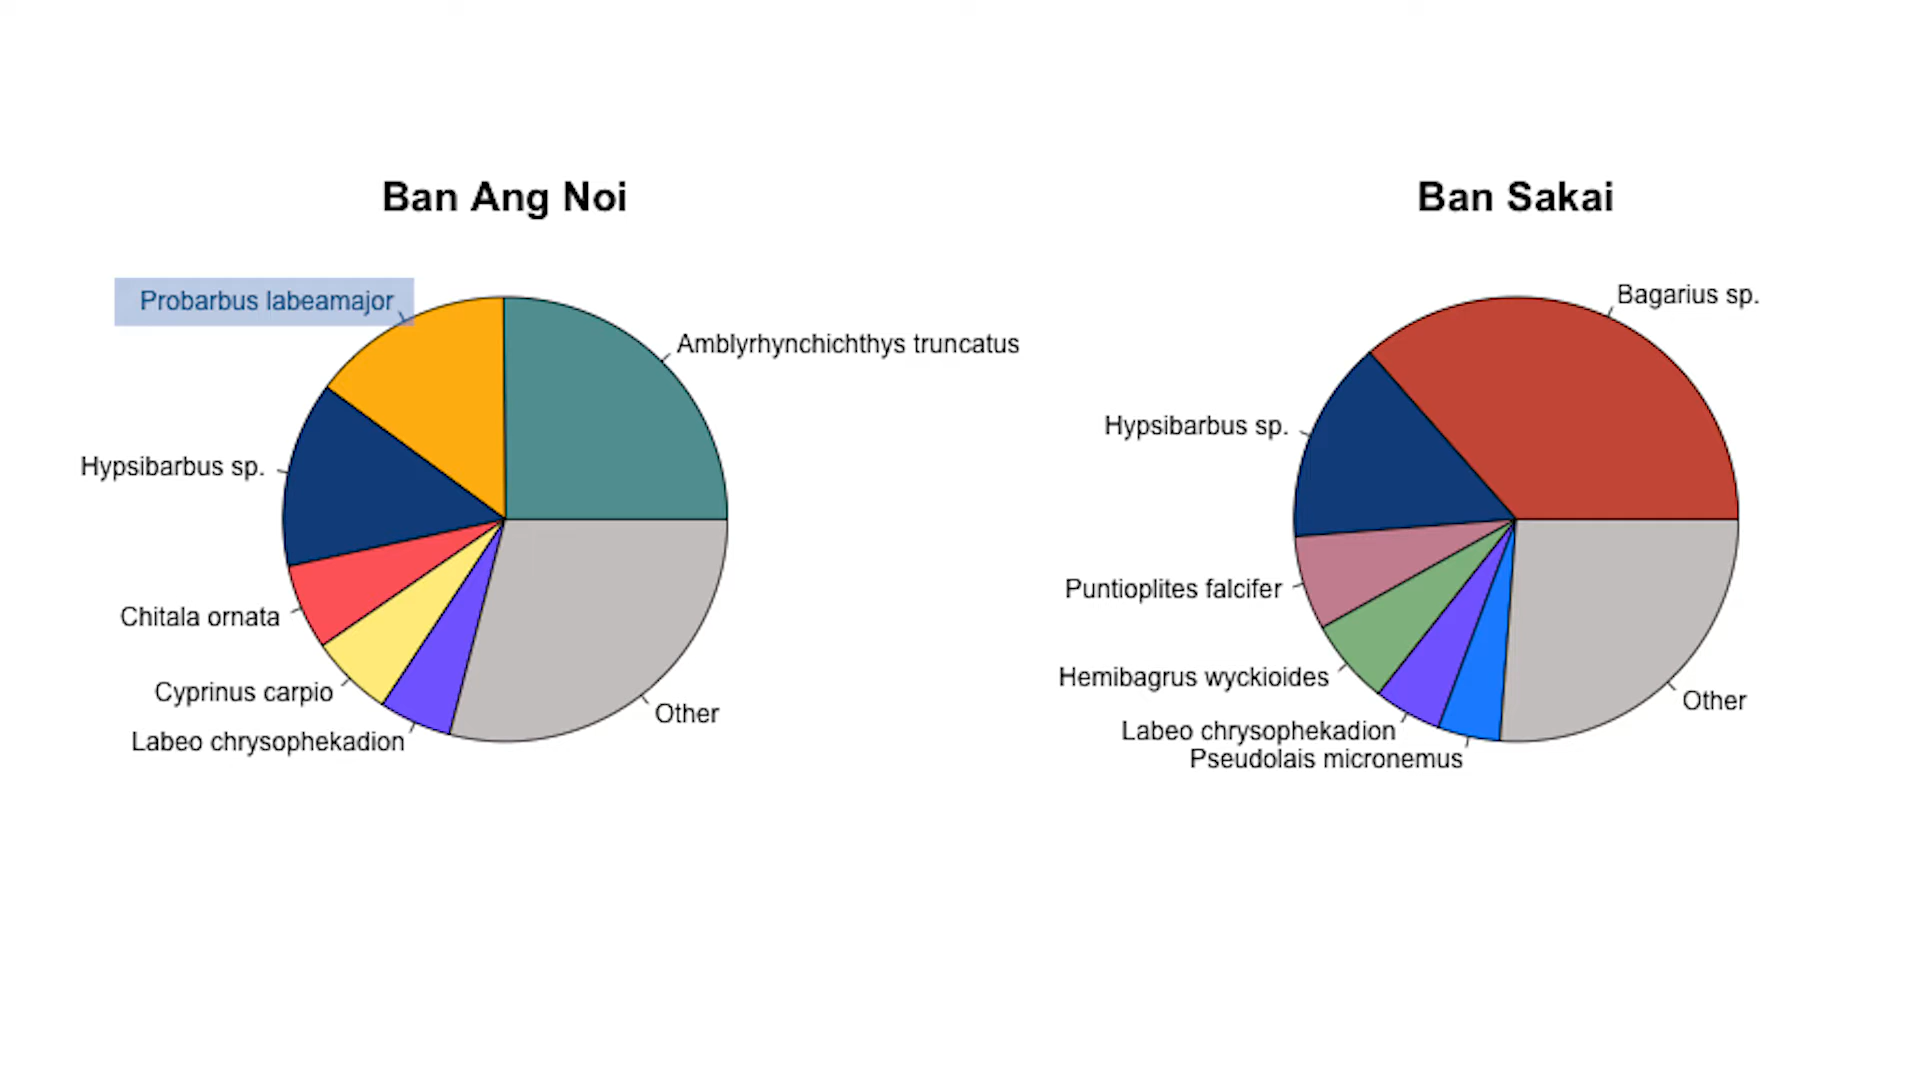 Ban Ang Noi
Probarbus labeamajor
Amblyrhynchichthys truncatus
Hypsibarbus sp.
Chitala ornata
Cyprinus carpio
Labeo chrysophekadion
Other
Ban Sakai
Bagarius sp.
Hypsibarbus sp.
Puntioplites falcifer
Hemibagrus wyckioides
Labeo chrysophekadion
Pseudolais micronemus
Other